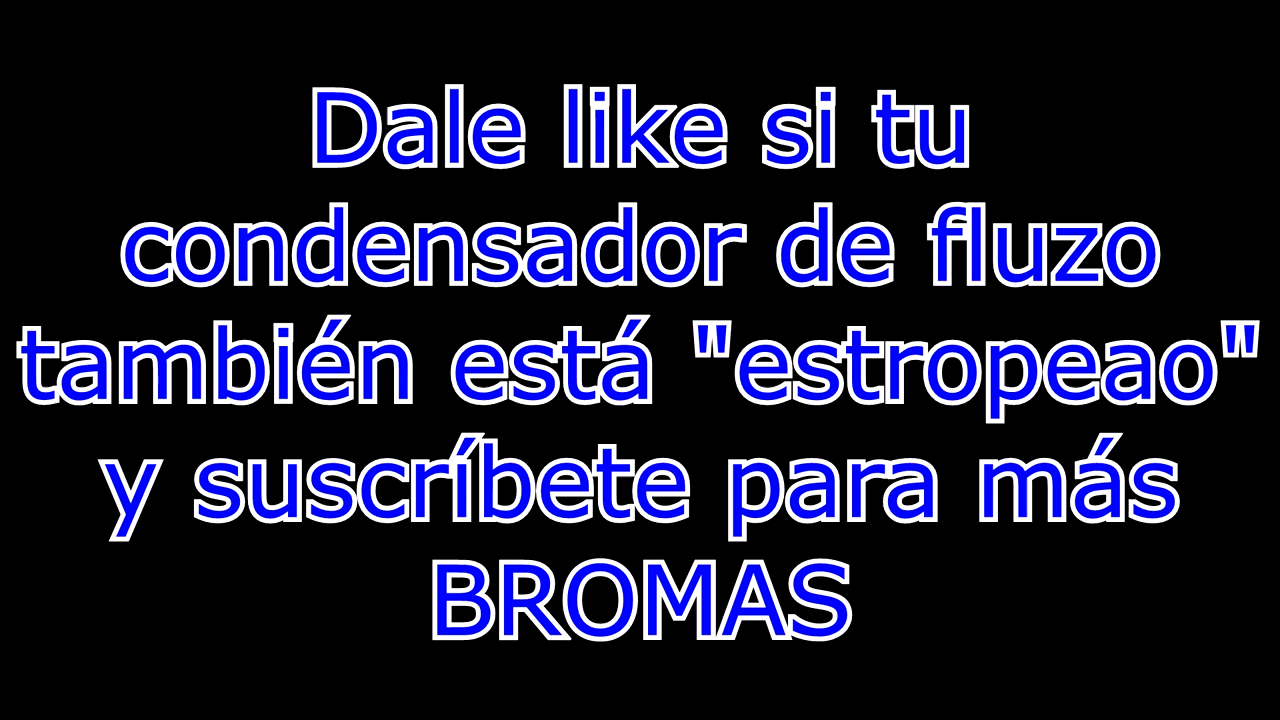 Dale like si tu
condensador de fluzo
también está "estropeao"
y suscríbete para más
BROMAS